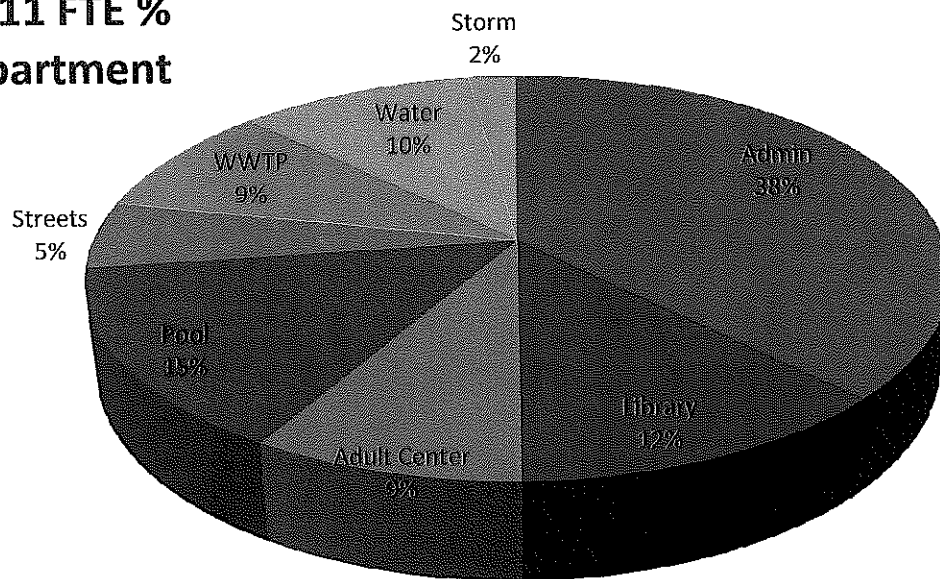 11 FTE %
partment
Storm
2%
Water
10%
Admin
38%
WWTP
9%
Streets
5%
Pool
15%
Library
12%
Adult Center
9%